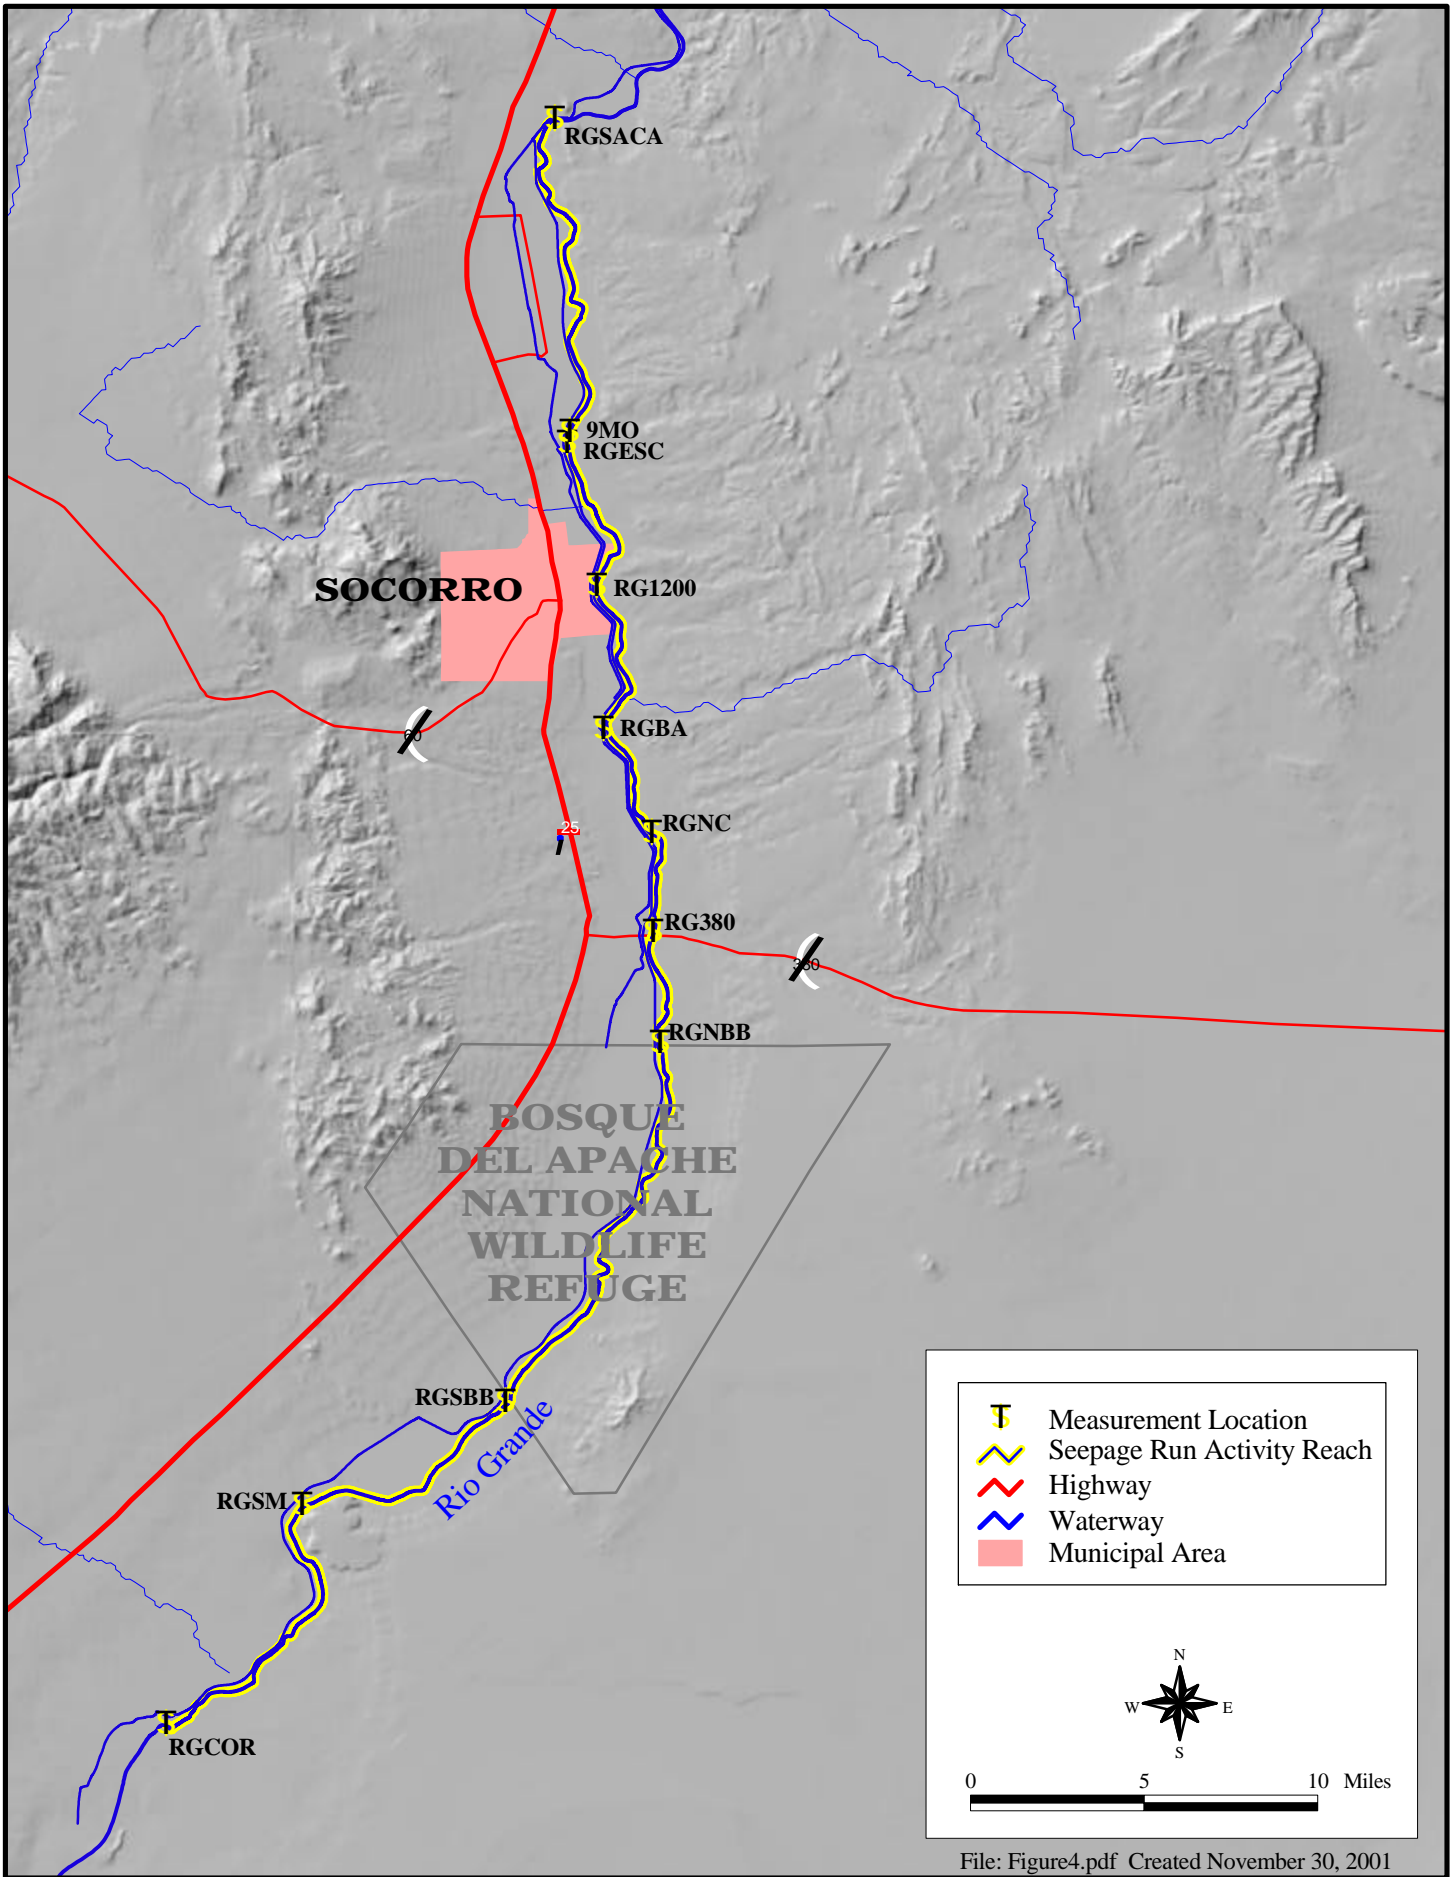 RGSACA
9MO
RGESC
SOCORRO
RG1200
RGBA
60
RGNC
25
RG380
380
RGNBB
BOSQUE
DEL APACHE
NATIONAL
WILDLIFE
REFUGE
RGSBB
Rio Grande
RGSM
RGCOR
Measurement Location
Seepage Run Activity Reach
Highway
Waterway
Municipal Area
N
W E
S
0 5 10 Miles
File: Figure4.pdf Created November 30, 2001